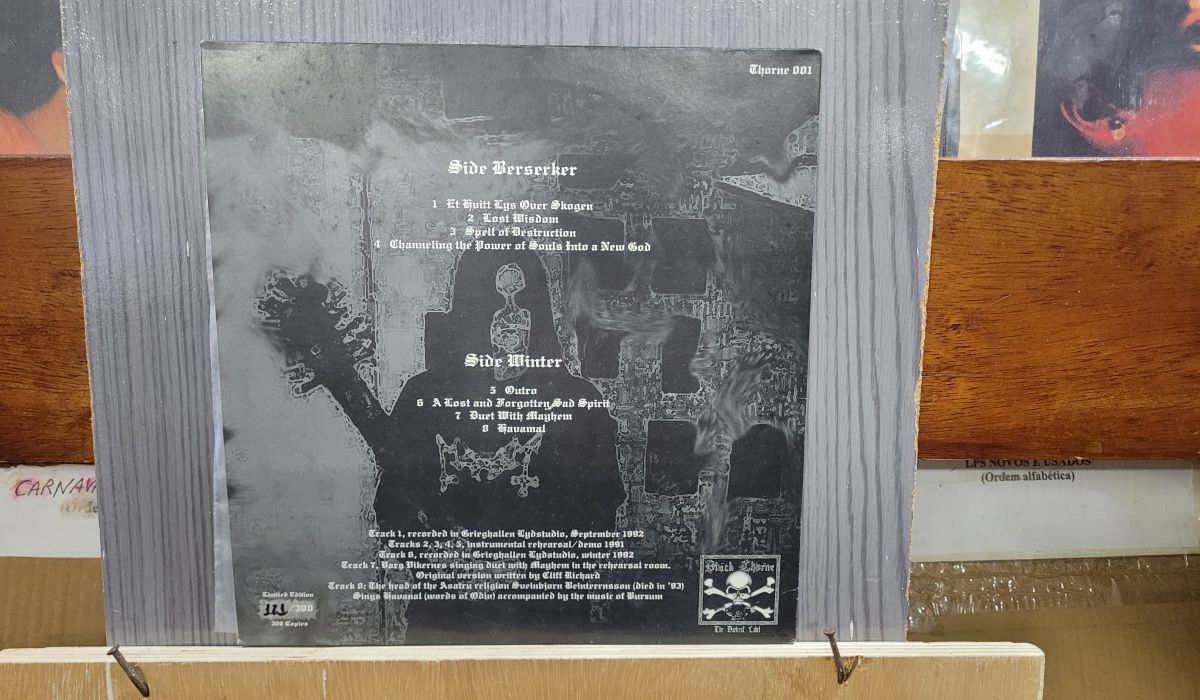 Thorne 001
Side Berserker
1 Et Hvitt Lys Over Skogen
2 Lost Wisdom
3 Spell of Destruction
4 Channeling the Power of Souls Into a New God
Side Winter
5 Outro
6 A Lost and Forgotten Sad Spirit
7 Duet With Mayhem
8 Havamal
Track 1, recorded in Grieghallen Lydstudio, September 1992
Tracks 2, 3, 4, 5, instrumental rehearsal/demo 1991
Track 6, recorded in Grieghallen Lydstudio, winter 1992
Track 7, Varg Vikernes singing duet with Mayhem in the rehearsal room.
Original version written by Cliff Richard
Track 8: The head of the Asatru religion Sveinbjorn Beinterrnsson (died in '93)
Sings Havamal (words of Odin) accompanied by the music of Burzum
Limited Edition
121/300
300 Copies
Black Thorne
The Darkest Label
CARNAVA
(Orde
LPS NOVOS E USADOS
(Ordem alfabética)